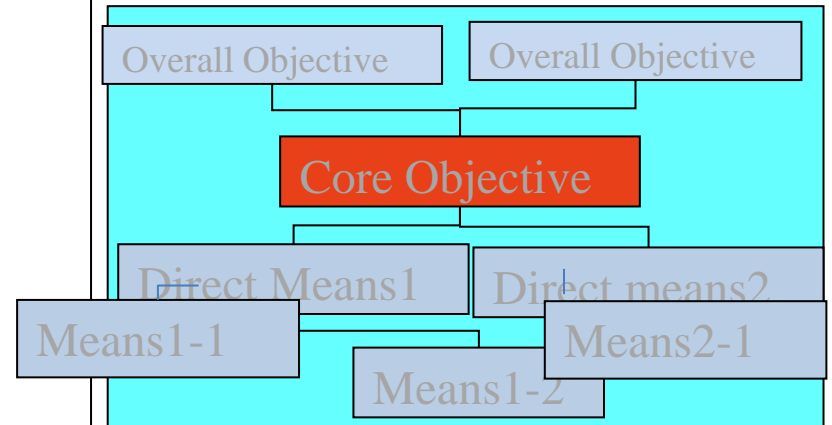 Overall Objective
Overall Objective
Core Objective
Direct Means1
Direct means2
Means1-1
Means2-1
Means1-2